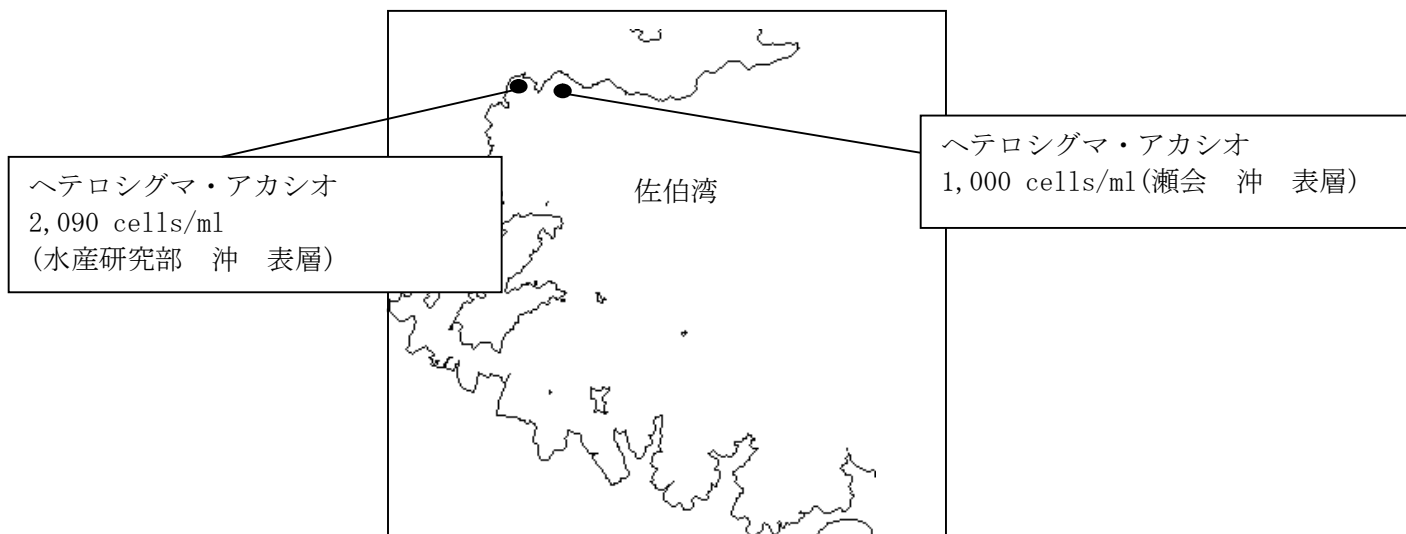 ヘテロシグマ・アカシオ
2,090 cells/ml
(水産研究部　沖　表層)
佐伯湾
ヘテロシグマ・アカシオ
1,000 cells/ml(瀬会　沖　表層)